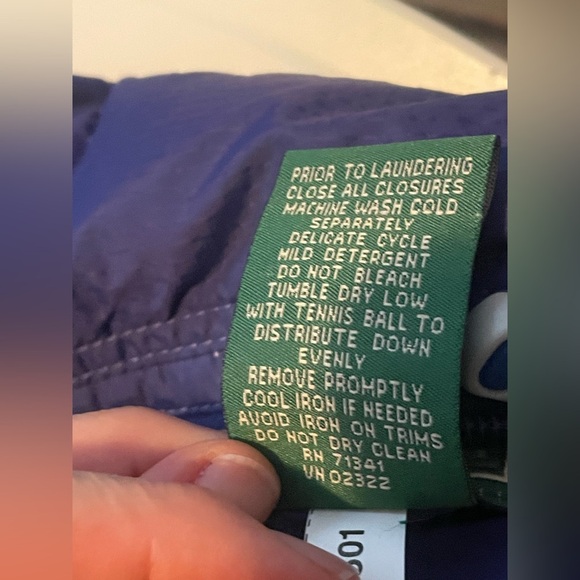 PRIOR TO LAUNDERING
CLOSE ALL CLOSURES
MACHINE WASH COLD
SEPARATELY
DELICATE CYCLE
MILD DETERGENT
DO NOT BLEACH
TUMBLE DRY LOW
WITH TENNIS BALL TO
DISTRIBUTE DOWN
EVENLY
REMOVE PROMPTLY
COOL IRON IF NEEDED
AVOID IRON ON TRIMS
DO NOT DRY CLEAN
RN 71341
VN 02322